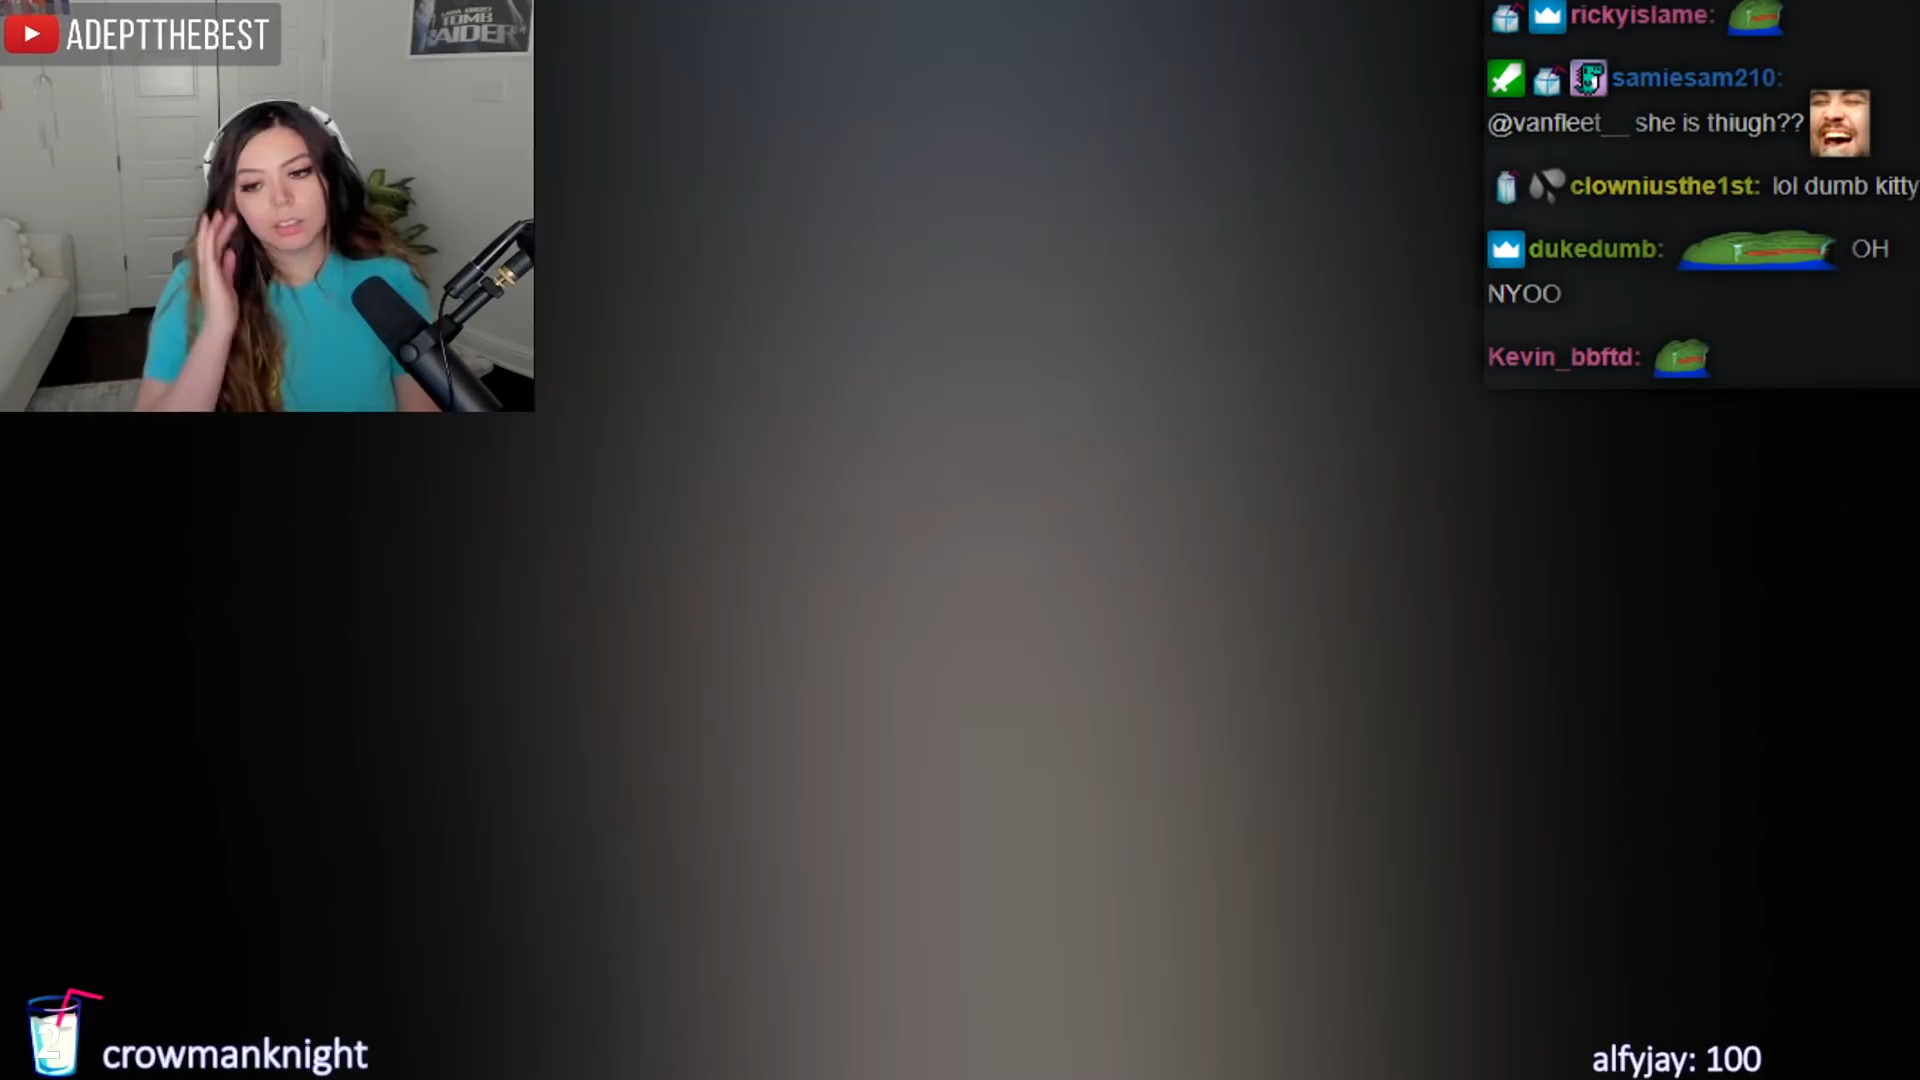 ADEPTTHEBEST
TOMB
RAIDER
rickyislame:
samiesam210:
@vanfleet__ she is thiugh??
clowniusthe1st: lol dumb kitty
dukedumb: OH
NYOO
Kevin_bbftd:
2
crowmanknight
alfyjay: 100